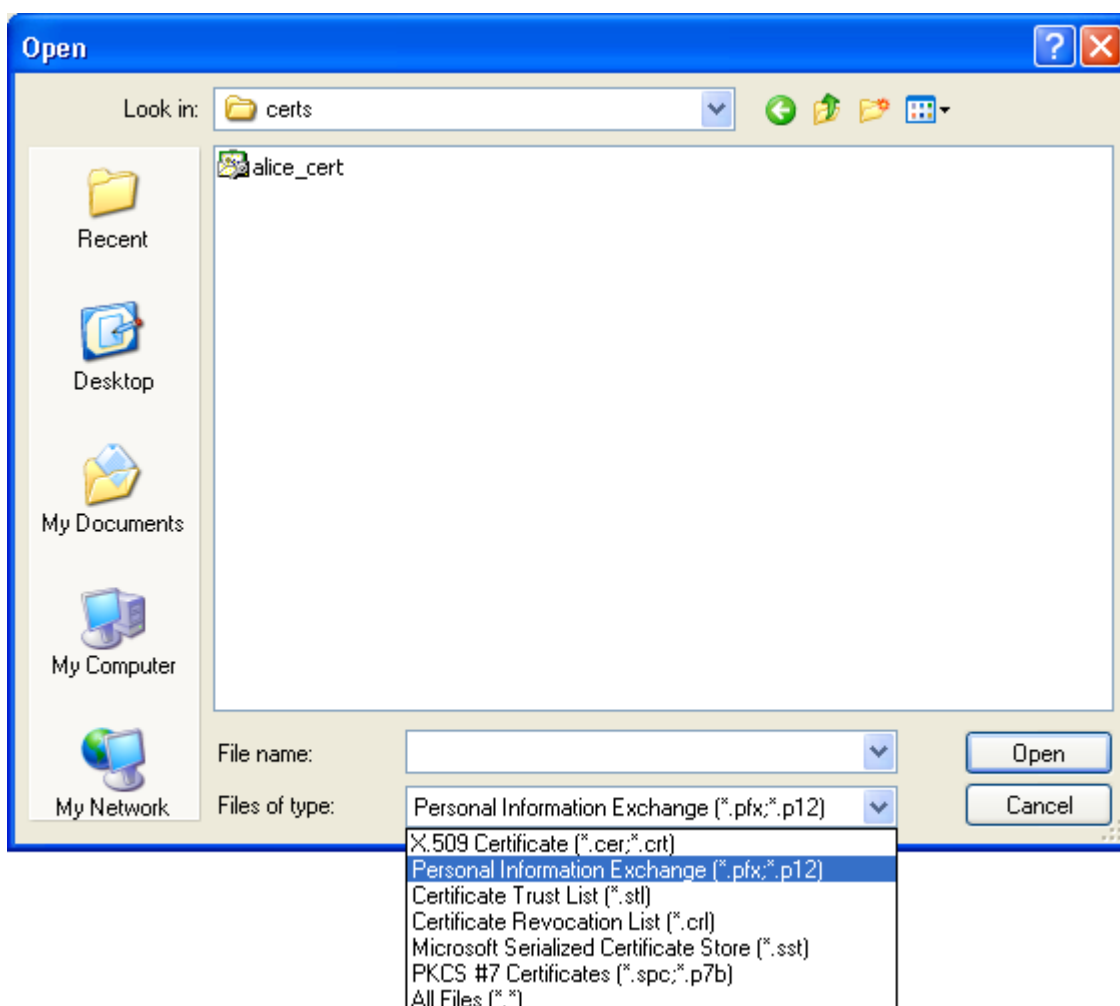 Open
Look in: certs
alice_cert
Recent
Desktop
My Documents
My Computer
My Network
File name: Open
Files of type: Personal Information Exchange (*.pfx;*.p12) Cancel
X.509 Certificate (*.cer;*.crt)
Personal Information Exchange (*.pfx;*.p12)
Certificate Trust List (*.stl)
Certificate Revocation List (*.crl)
Microsoft Serialized Certificate Store (*.sst)
PKCS #7 Certificates (*.spc;*.p7b)
All Files (*.*)